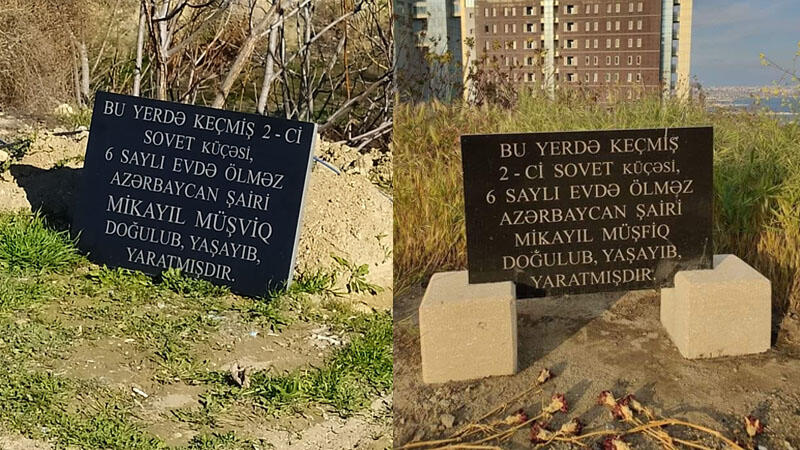 BU YERDƏ KEÇMİŞ 2-Cİ
SOVET KÜÇƏSİ,
6 SAYLI EVDƏ ÖLMƏZ
AZƏRBAYCAN ŞAİRİ
MİKAYIL MÜŞVİQ
DOĞULUB, YAŞAYIB,
YARATMIŞDIR.
BU YERDƏ KEÇMİŞ
2-Cİ SOVET KÜÇƏSİ,
6 SAYLI EVDƏ ÖLMƏZ
AZƏRBAYCAN ŞAİRİ
MİKAYIL MÜŞFİQ
DOĞULUB, YAŞAYIB,
YARATMIŞDIR.